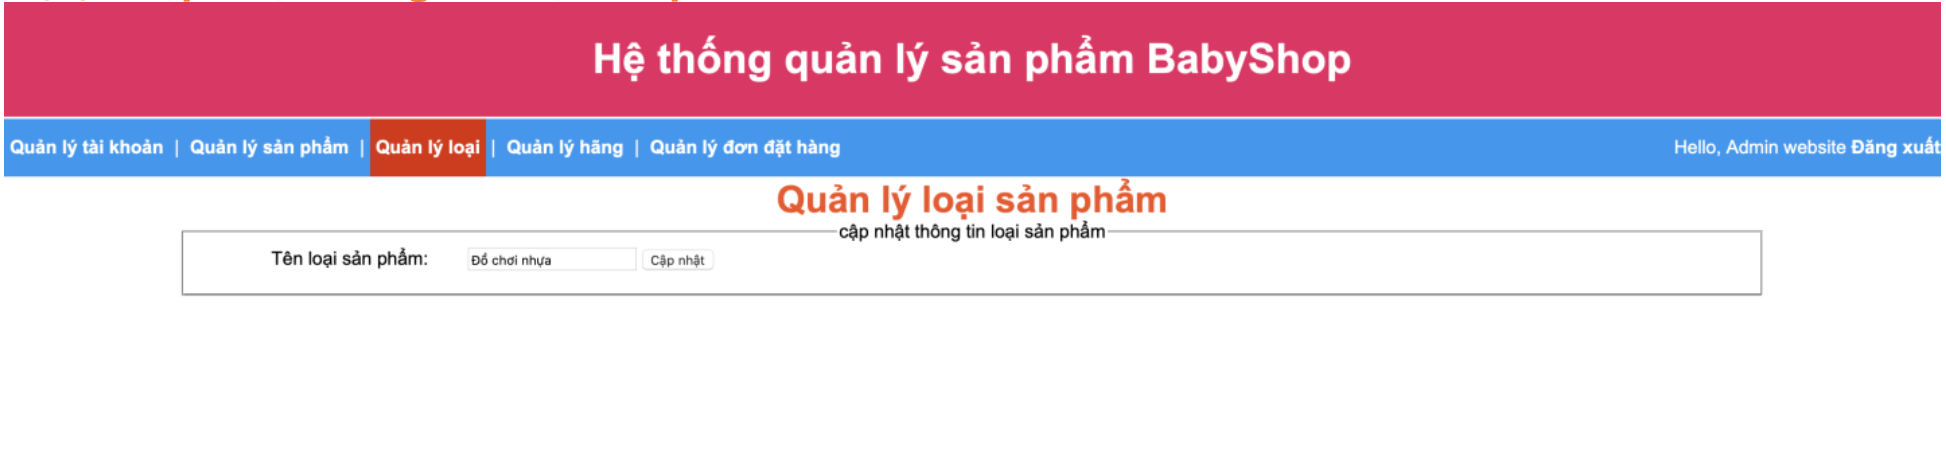 Hệ thống quản lý sản phẩm BabyShop
Quản lý tài khoản | Quản lý sản phẩm | Quản lý loại | Quản lý hãng | Quản lý đơn đặt hàng Hello, Admin website Đăng xuất
Quản lý loại sản phẩm
cập nhật thông tin loại sản phẩm
Tên loại sản phẩm: Đồ chơi nhựa Cập nhật